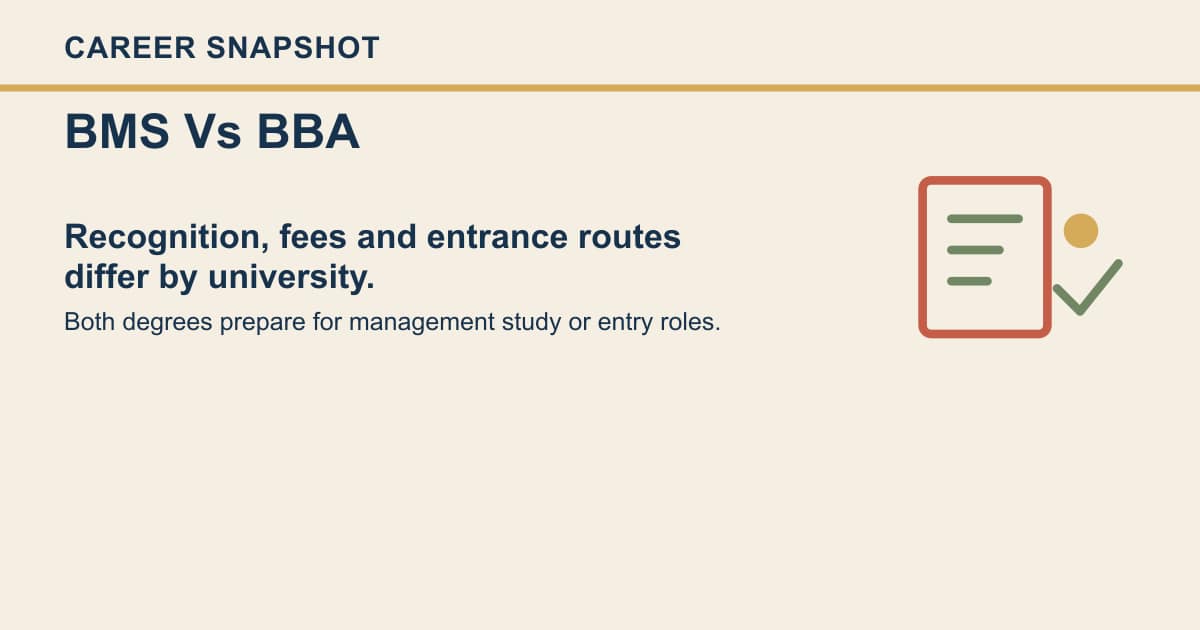 CAREER SNAPSHOT
BMS Vs BBA
Recognition, fees and entrance routes
differ by university.
Both degrees prepare for management study or entry roles.